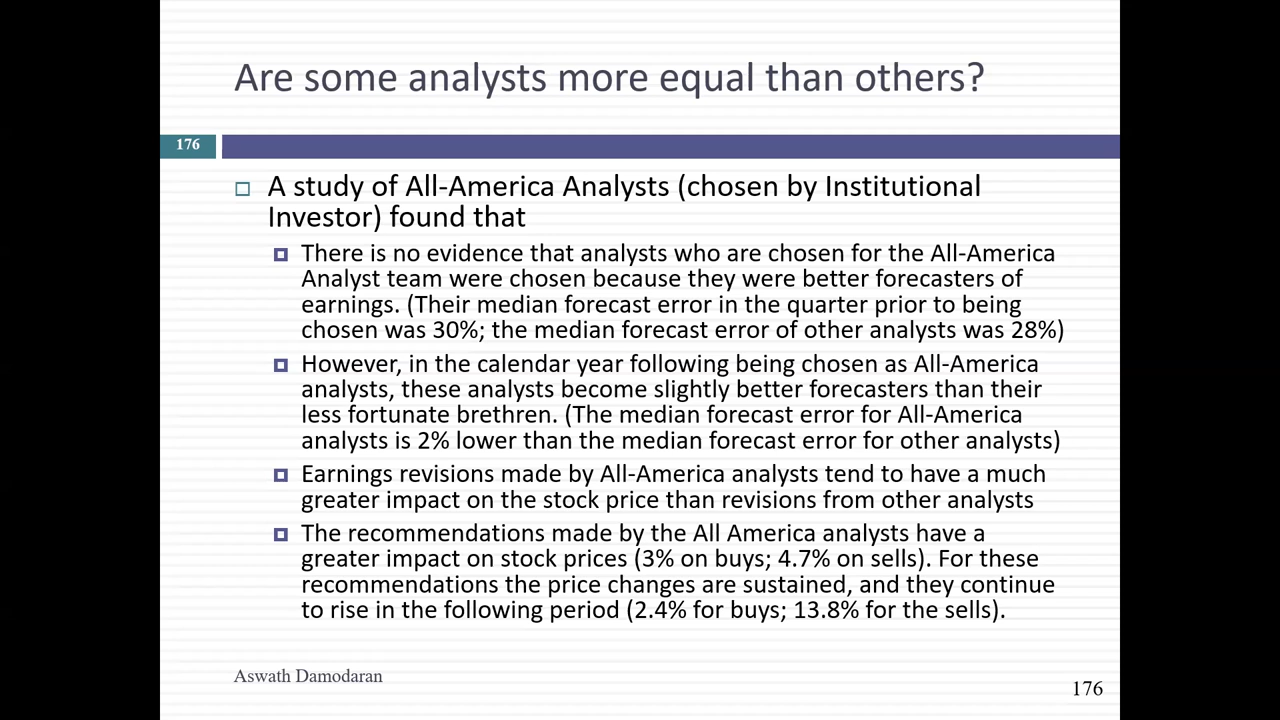 Are some analysts more equal than others?
176
A study of All-America Analysts (chosen by Institutional
Investor) found that
There is no evidence that analysts who are chosen for the All-America
Analyst team were chosen because they were better forecasters of
earnings. (Their median forecast error in the quarter prior to being
chosen was 30%; the median forecast error of other analysts was 28%)
However, in the calendar year following being chosen as All-America
analysts, these analysts become slightly better forecasters than their
less fortunate brethren. (The median forecast error for All-America
analysts is 2% lower than the median forecast error for other analysts)
Earnings revisions made by All-America analysts tend to have a much
greater impact on the stock price than revisions from other analysts
The recommendations made by the All America analysts have a
greater impact on stock prices (3% on buys; 4.7% on sells). For these
recommendations the price changes are sustained, and they continue
to rise in the following period (2.4% for buys; 13.8% for the sells).
Aswath Damodaran
176